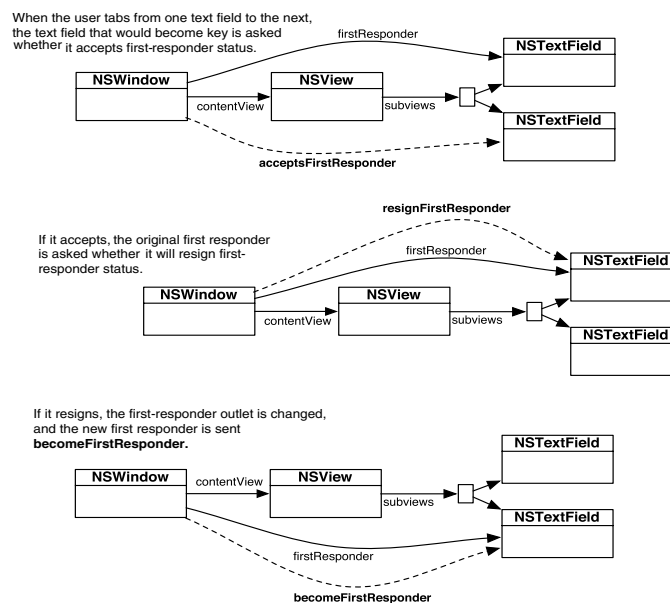 When the user tabs from one text field to the next,
the text field that would become key is asked
whether it accepts first-responder status.
firstResponder
NSTextField
NSWindow
NSView
contentView
subviews
NSTextField
acceptsFirstResponder
resignFirstResponder
If it accepts, the original first responder
is asked whether it will resign first-
responder status.
firstResponder
NSTextField
NSWindow
NSView
contentView
subviews
NSTextField
If it resigns, the first-responder outlet is changed,
and the new first responder is sent
becomeFirstResponder.
NSTextField
NSWindow
contentView
NSView
subviews
NSTextField
firstResponder
becomeFirstResponder